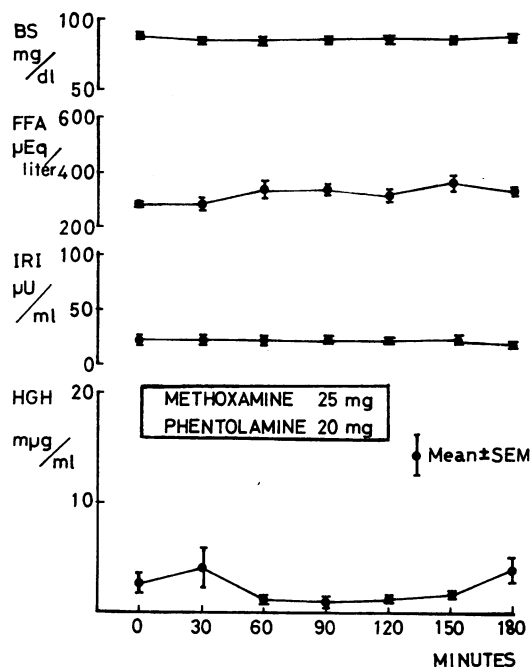 BS
mg/dl
100
50
FFA
μEq/liter
600
400
200
IRI
μU/ml
100
50
0
HGH
mμg/ml
20
10
METHOXAMINE 25 mg
PHENTOLAMINE 20 mg
Mean±SEM
0 30 60 90 120 150 180
MINUTES